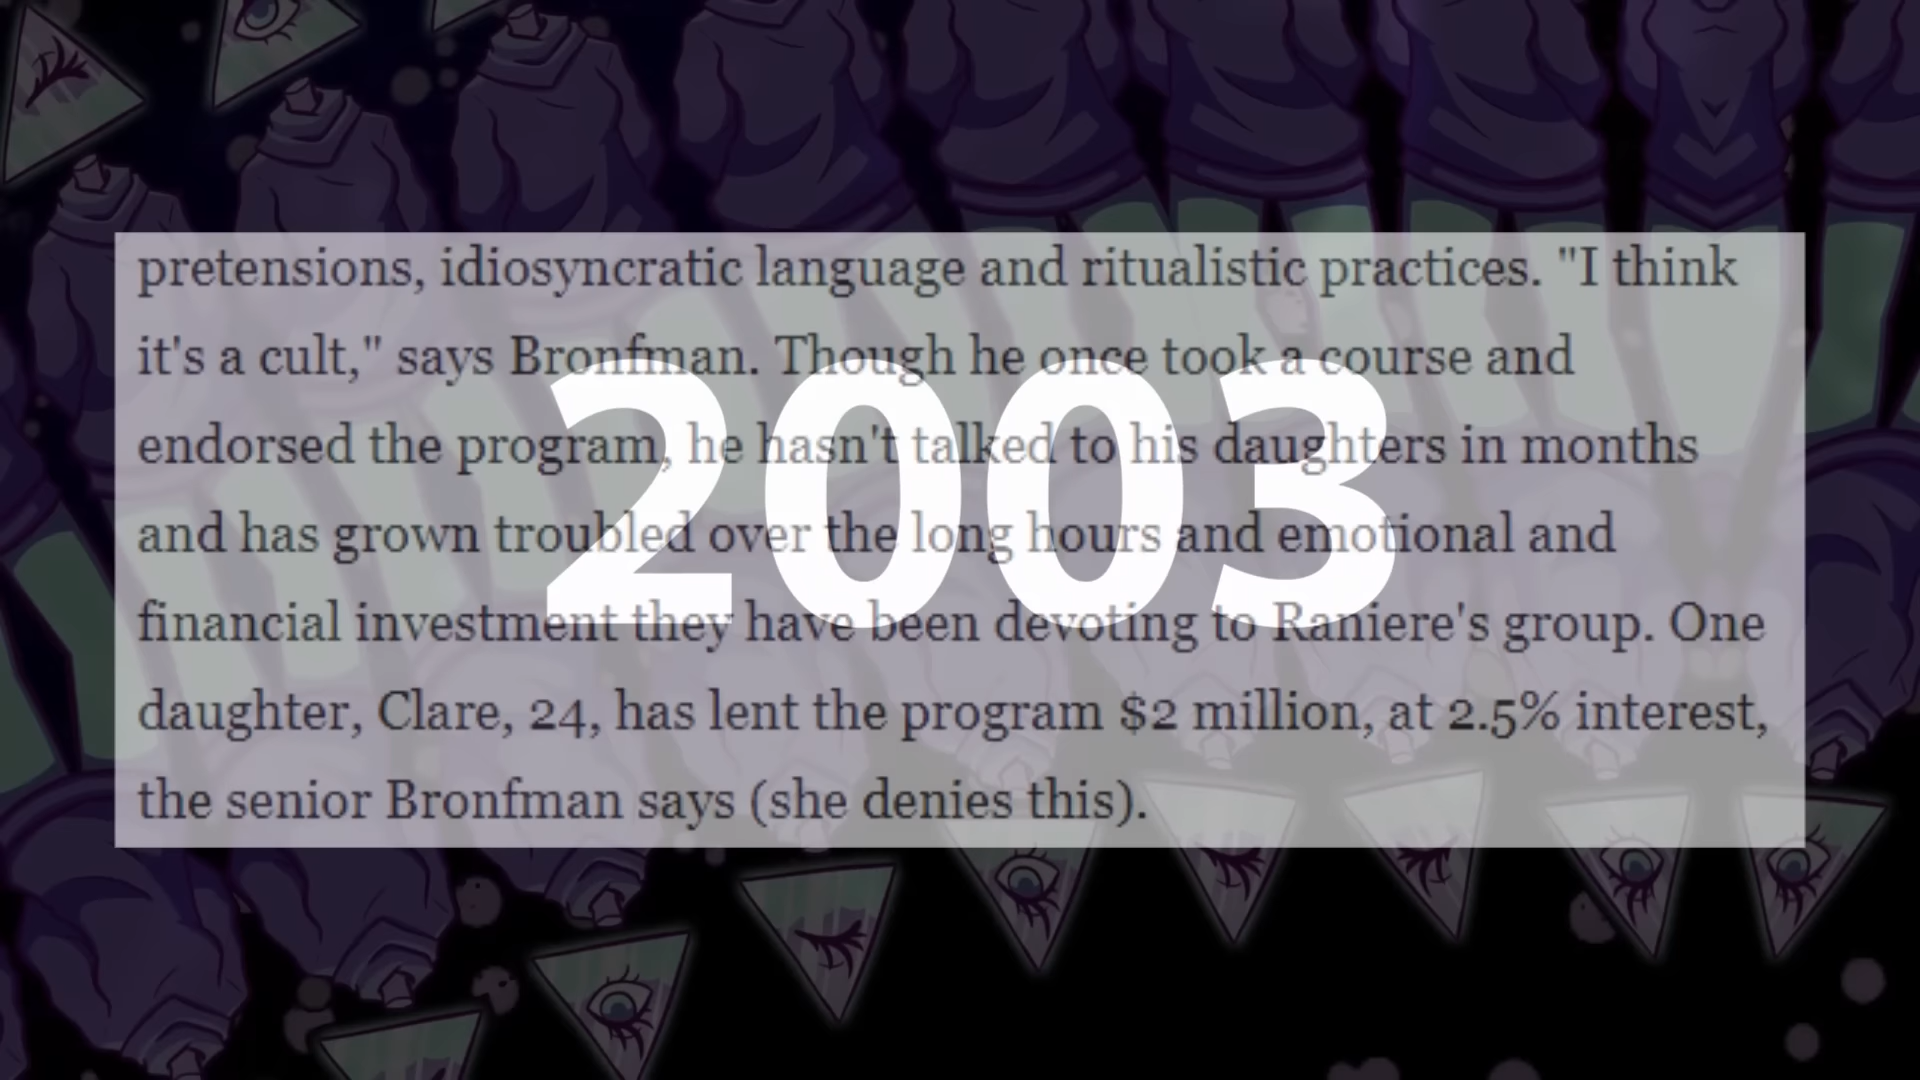 pretensions, idiosyncratic language and ritualistic practices. "I think
it's a cult," says Bronfman. Though he once took a course and
endorsed the program, he hasn't talked to his daughters in months
and has grown troubled over the long hours and emotional and
financial investment they have been devoting to Raniere's group. One
daughter, Clare, 24, has lent the program $2 million, at 2.5% interest,
the senior Bronfman says (she denies this).
2003